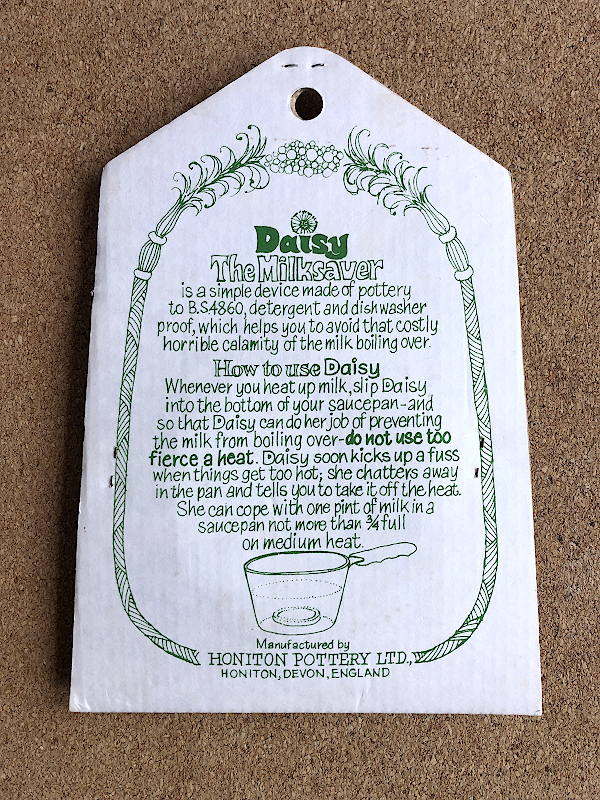 Daisy
The Milksaver
is a simple device made of pottery
to B.S.4860, detergent and dishwasher
proof, which helps you to avoid that costly
horrible calamity of the milk boiling over.
How to use Daisy
Whenever you heat up milk, slip Daisy
into the bottom of your saucepan-and
so that Daisy can do her job of preventing
the milk from boiling over-do not use too
fierce a heat. Daisy soon kicks up a fuss
when things get too hot; she chatters away
in the pan and tells you to take it off the heat.
She can cope with one pint of milk in a
saucepan not more than ¾ full
on medium heat.
Manufactured by
HONITON POTTERY LTD.,
HONITON, DEVON, ENGLAND